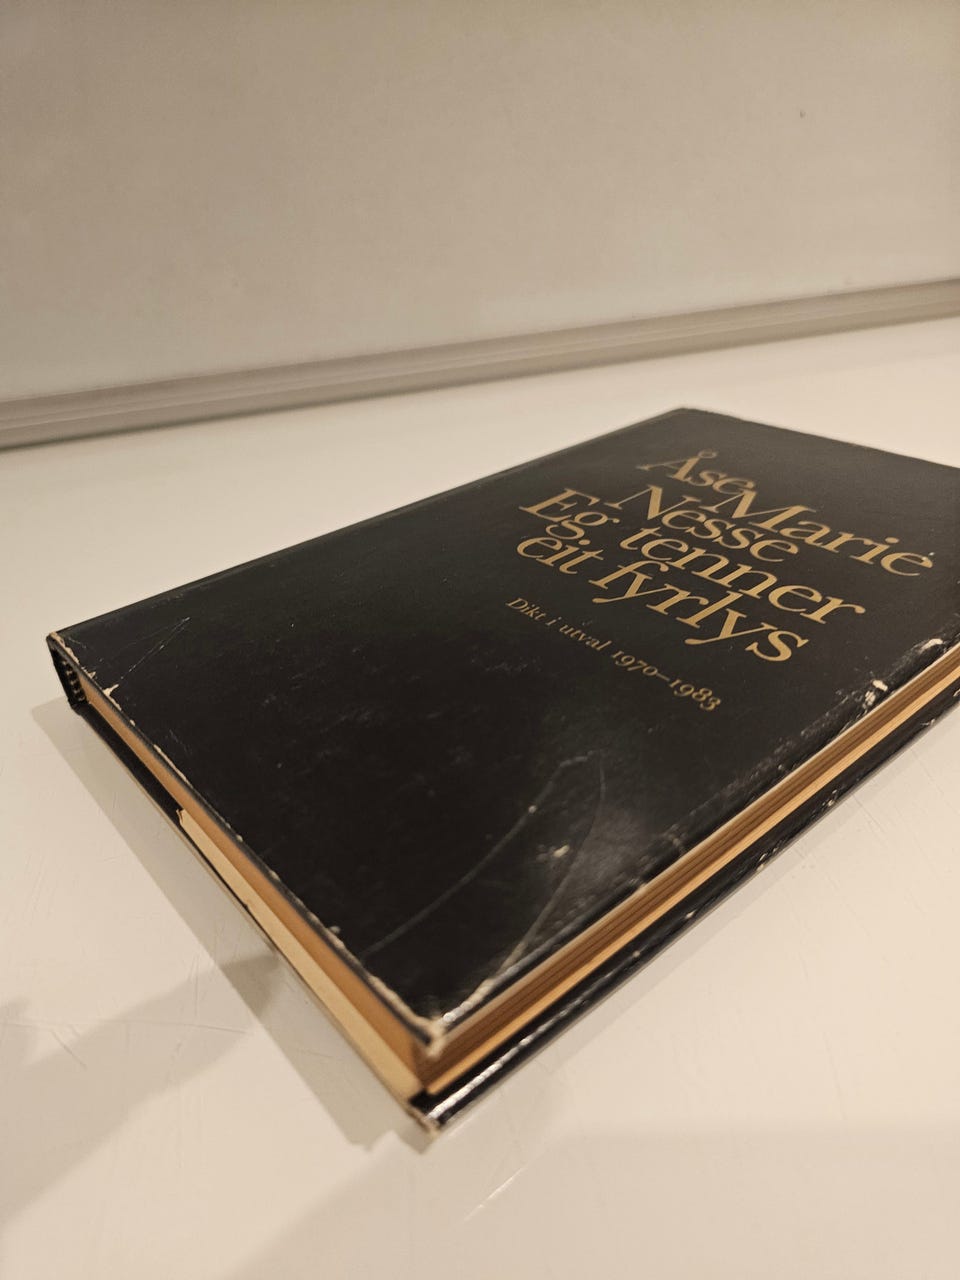 Åse Marie
Nesse
Eg tenner
eit fyrlys
Dikt i utval 1970–1983